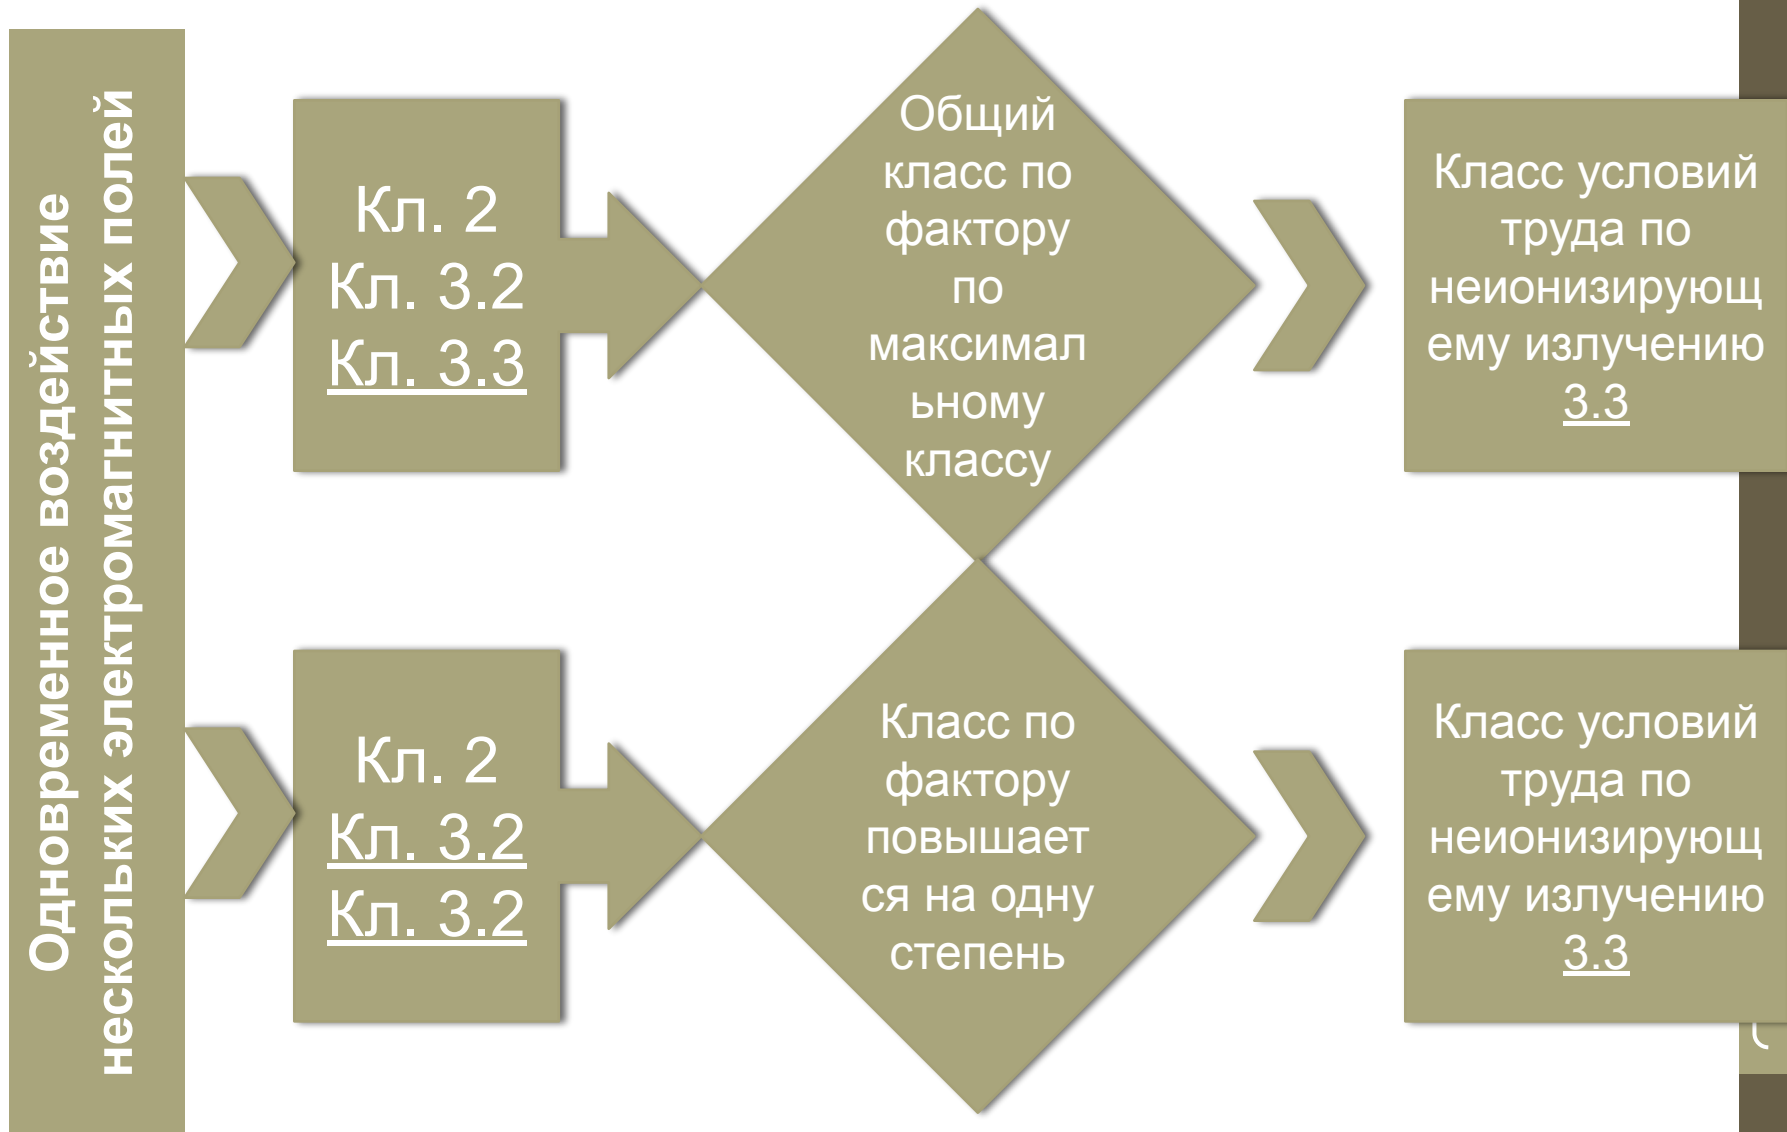 Одновременное воздействие
нескольких электромагнитных полей
Кл. 2
Кл. 3.2
Кл. 3.3
Общий
класс по
фактору
по
максимал
ьному
классу
Класс условий
труда по
неионизирующ
ему излучению
3.3
Кл. 2
Кл. 3.2
Кл. 3.2
Класс по
фактору
повышает
ся на одну
степень
Класс условий
труда по
неионизирующ
ему излучению
3.3